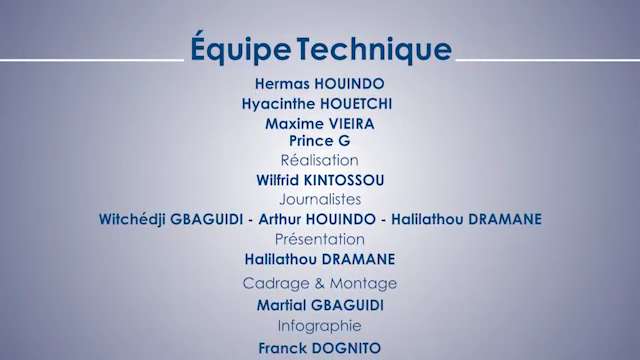 Équipe Technique
Hermas HOUINDO
Hyacinthe HOUETCHI
Maxime VIEIRA
Prince G
Réalisation
Wilfrid KINTOSSOU
Journalistes
Witchédji GBAGUIDI - Arthur HOUINDO - Halilathou DRAMANE
Présentation
Halilathou DRAMANE
Cadrage & Montage
Martial GBAGUIDI
Infographie
Franck DOGNITO